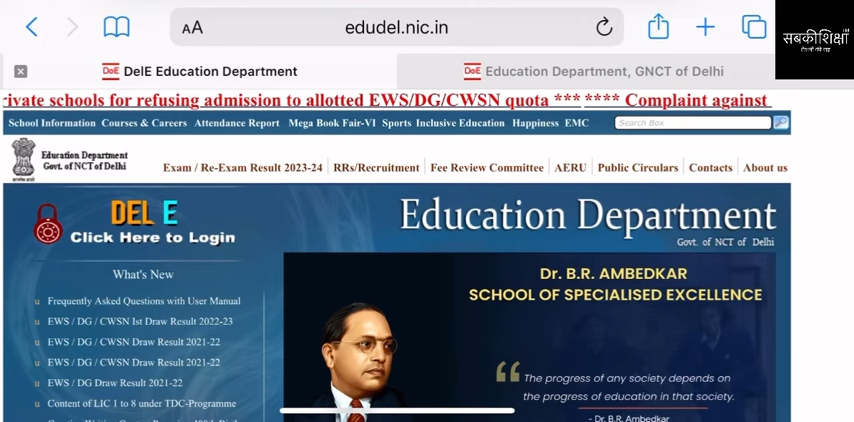 AA
edudel.nic.in
सबकीशिक्षा
DoE DelE Education Department
DoE Education Department, GNCT of Delhi
rivate schools for refusing admission to allotted EWS/DG/CWSN quota *** **** Complaint against
School Information Courses & Careers Attendance Report Mega Book Fair-VI Sports Inclusive Education Happiness EMC
Search Box
Education Department
Govt. of NCT of Delhi
Exam / Re-Exam Result 2023-24 RRs/Recruitment Fee Review Committee AERU Public Circulars Contacts About us
DEL E
Click Here to Login
Education Department
Govt. of NCT of Delhi
What's New
u Frequently Asked Questions with User Manual
u EWS / DG / CWSN Ist Draw Result 2022-23
u EWS / DG / CWSN Draw Result 2021-22
u EWS / DG / CWSN Draw Result 2021-22
u EWS / DG Draw Result 2021-22
u Content of LIC 1 to 8 under TDC-Programme
Dr. B.R. AMBEDKAR
SCHOOL OF SPECIALISED EXCELLENCE
The progress of any society depends on
the progress of education in that society.
- Dr. B.R. Ambedkar